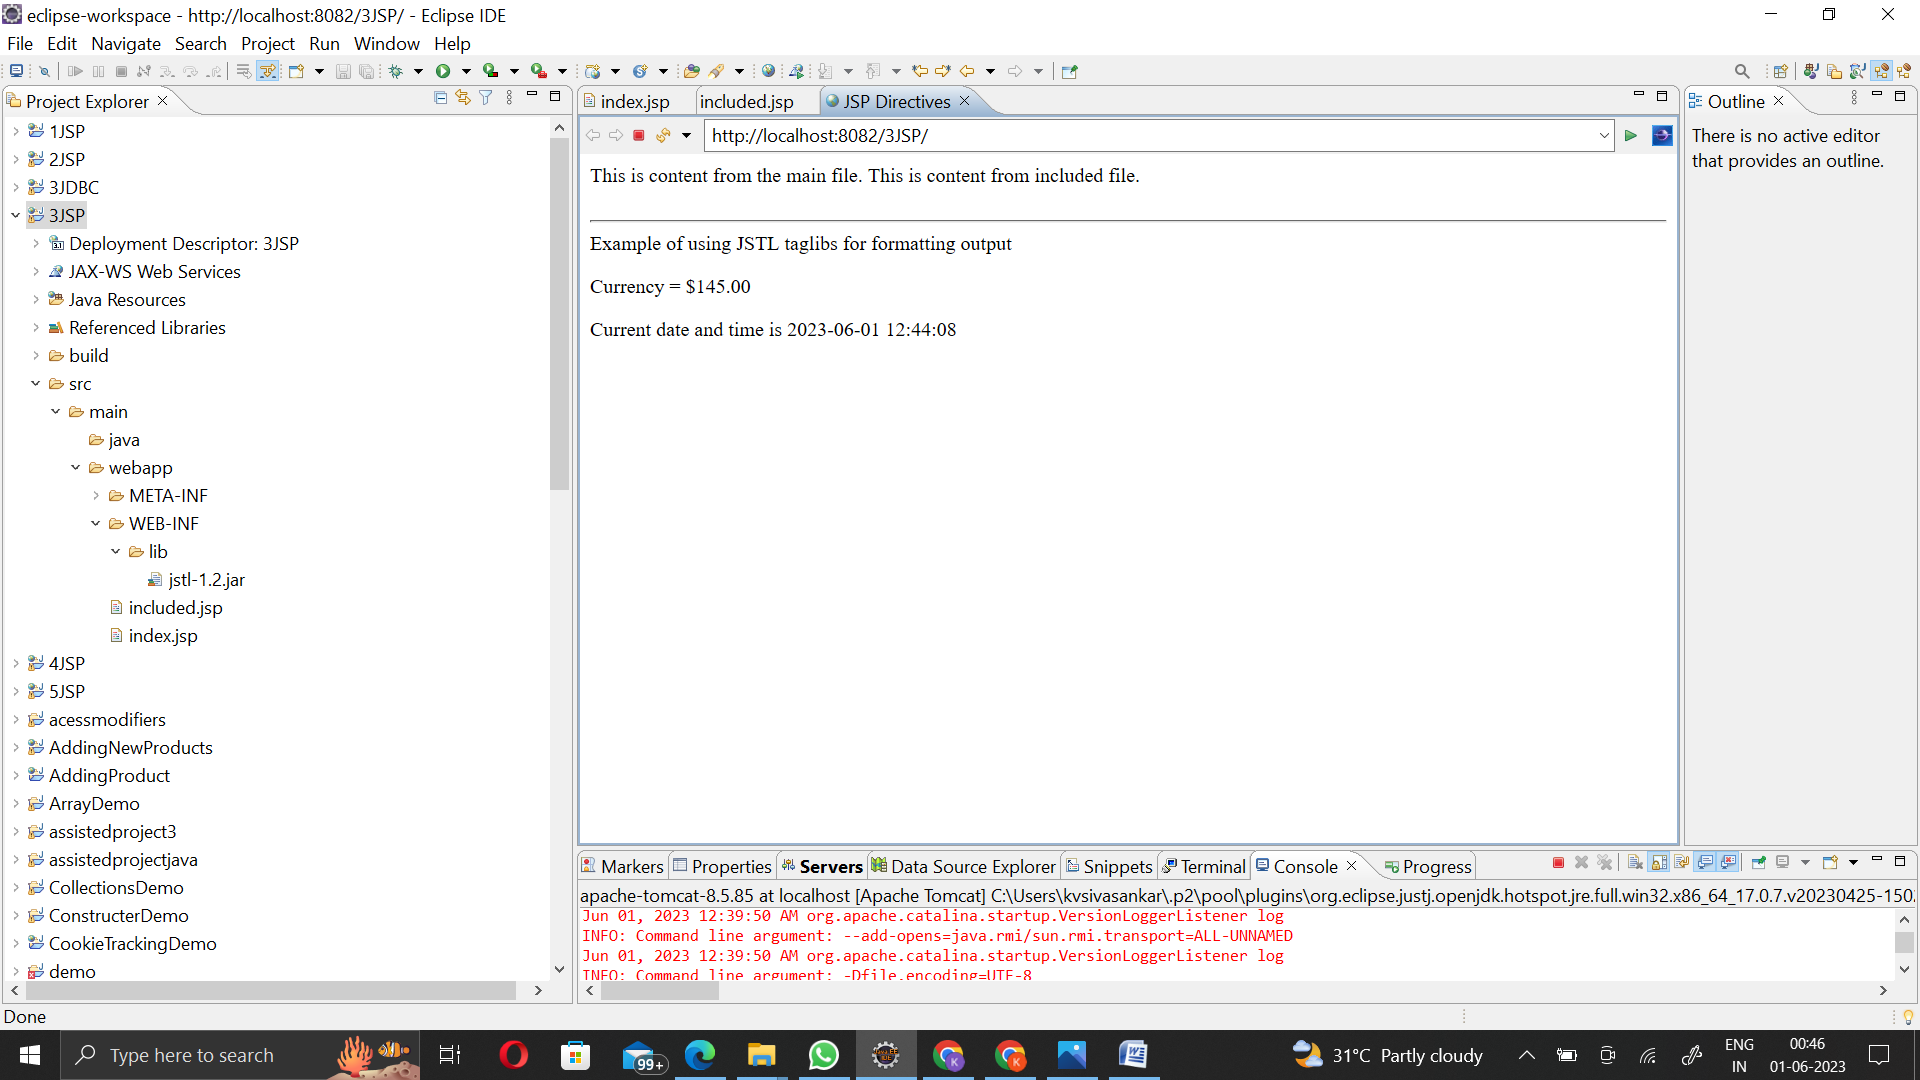 eclipse-workspace - http://localhost:8082/3JSP/ - Eclipse IDE
File Edit Navigate Search Project Run Window Help
Project Explorer
1JSP
2JSP
3JDBC
3JSP
Deployment Descriptor: 3JSP
JAX-WS Web Services
Java Resources
Referenced Libraries
build
src
main
java
webapp
META-INF
WEB-INF
lib
jstl-1.2.jar
included.jsp
index.jsp
4JSP
5JSP
acessmodifiers
AddingNewProducts
AddingProduct
ArrayDemo
assistedproject3
assistedprojectjava
CollectionsDemo
ConstructerDemo
CookieTrackingDemo
demo
index.jsp included.jsp JSP Directives
http://localhost:8082/3JSP/
This is content from the main file. This is content from included file.
Example of using JSTL taglibs for formatting output
Currency = $145.00
Current date and time is 2023-06-01 12:44:08
Outline
There is no active editor
that provides an outline.
Markers Properties Servers Data Source Explorer Snippets Terminal Console Progress
apache-tomcat-8.5.85 at localhost [Apache Tomcat] C:\Users\kvsivasankar\.p2\pool\plugins\org.eclipse.justj.openjdk.hotspot.jre.full.win32.x86_64_17.0.7.v20230425-150
Jun 01, 2023 12:39:50 AM org.apache.catalina.startup.VersionLoggerListener log
INFO: Command line argument: --add-opens=java.rmi/sun.rmi.transport=ALL-UNNAMED
Jun 01, 2023 12:39:50 AM org.apache.catalina.startup.VersionLoggerListener log
INFO: Command line argument: -Dfile.encoding=UTF-8
Done
Type here to search
99+
31°C Partly cloudy
ENG
IN
00:46
01-06-2023